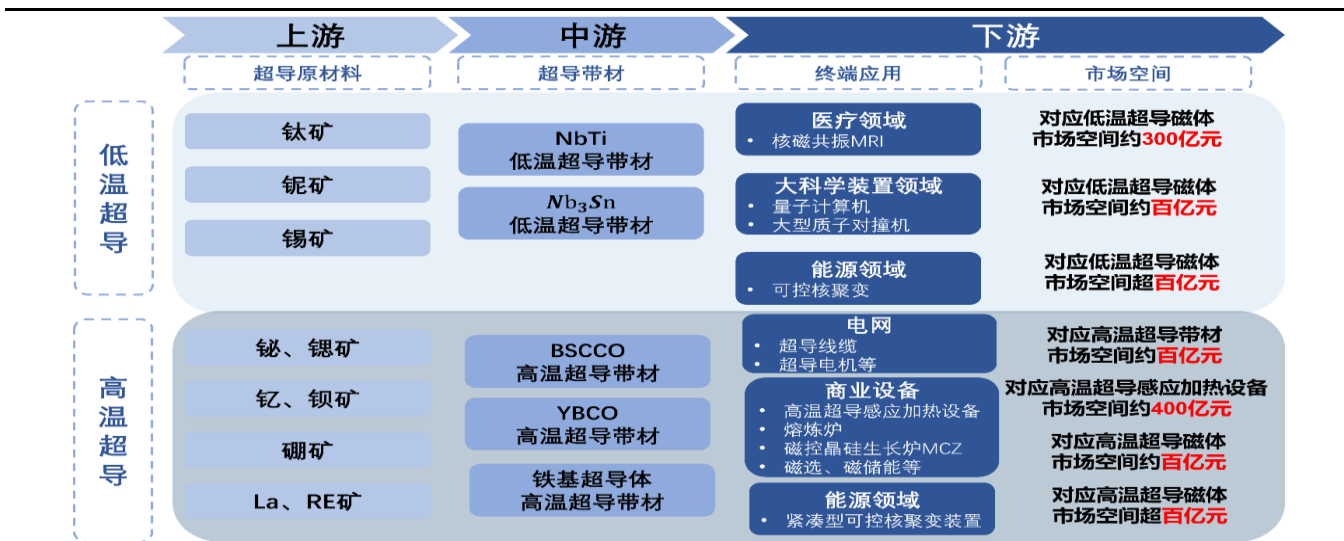 上游
中游
下游
超导原材料
超导带材
终端应用
市场空间
低温超导
钛矿
铌矿
锡矿
NbTi
低温超导带材
Nb₃Sn
低温超导带材
医疗领域
• 核磁共振MRI
对应低温超导磁体
市场空间约300亿元
大科学装置领域
• 量子计算机
• 大型质子对撞机
对应低温超导磁体
市场空间约百亿元
能源领域
• 可控核聚变
对应低温超导磁体
市场空间超百亿元
高温超导
铋、锶矿
钇、钡矿
硼矿
La、RE矿
BSCCO
高温超导带材
YBCO
高温超导带材
铁基超导体
高温超导带材
电网
• 超导线缆
• 超导电机等
对应高温超导带材
市场空间约百亿元
商业设备
• 高温超导感应加热设备
• 熔炼炉
• 磁控晶硅生长炉MCZ
• 磁选、磁储能等
对应高温超导感应加热设备
市场空间约400亿元
对应高温超导磁体
市场空间约百亿元
能源领域
• 紧凑型可控核聚变装置
对应高温超导磁体
市场空间超百亿元